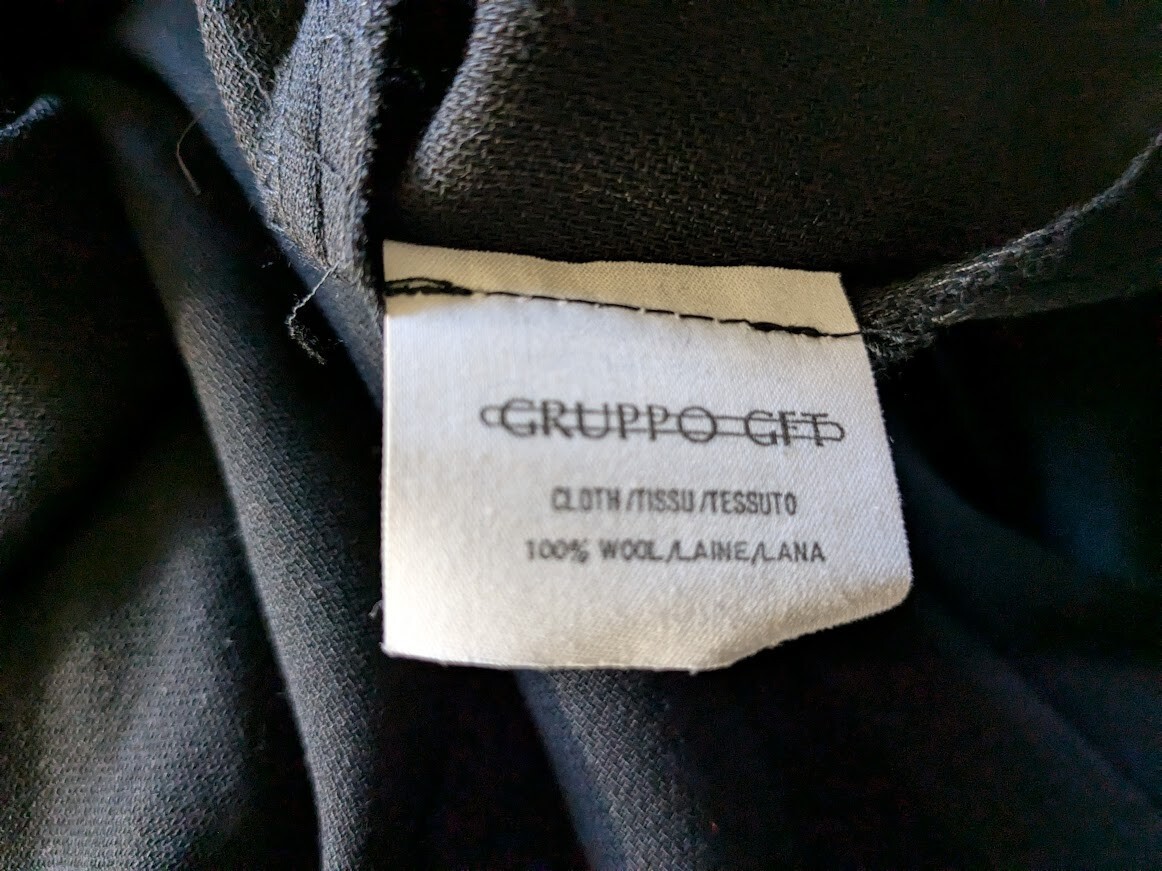 GRUPPO GFT
CLOTH/TISSU/TESSUTO
100% WOOL/LAINE/LANA